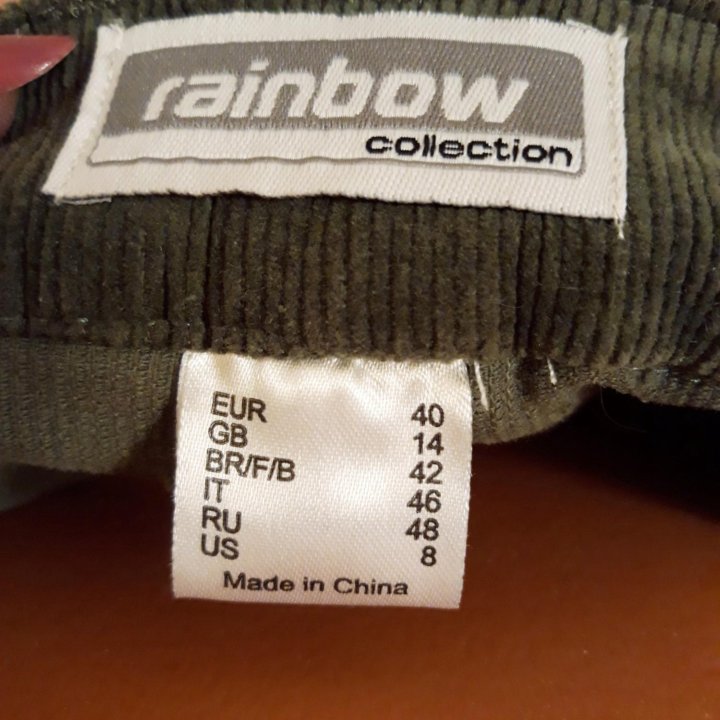 rainbow
collection
EUR 40
GB 14
BR/F/B 42
IT 46
RU 48
US 8
Made in China